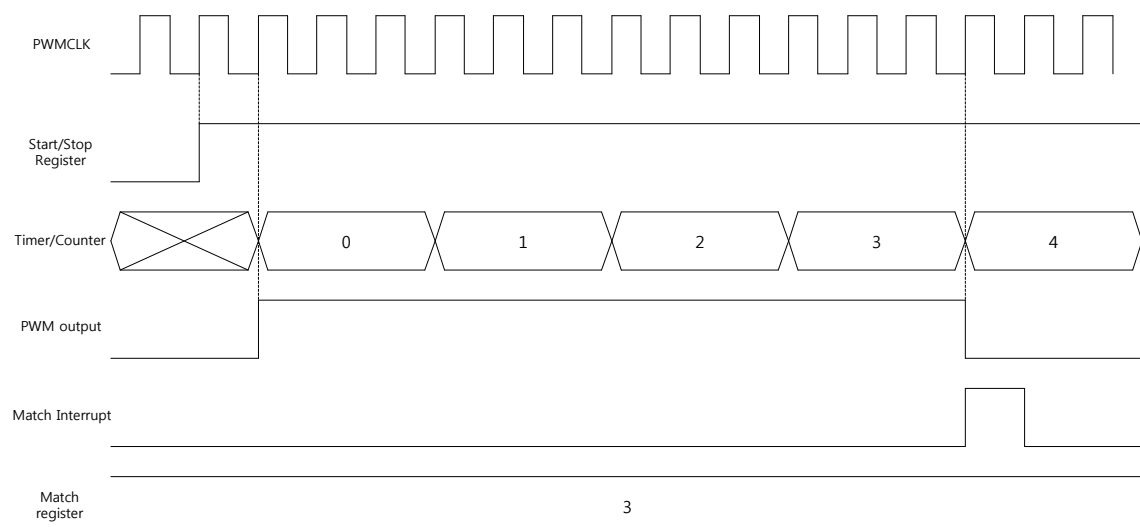 PWMCLK
Start/Stop
Register
Timer/Counter
0
1
2
3
4
PWM output
Match Interrupt
Match
register
3